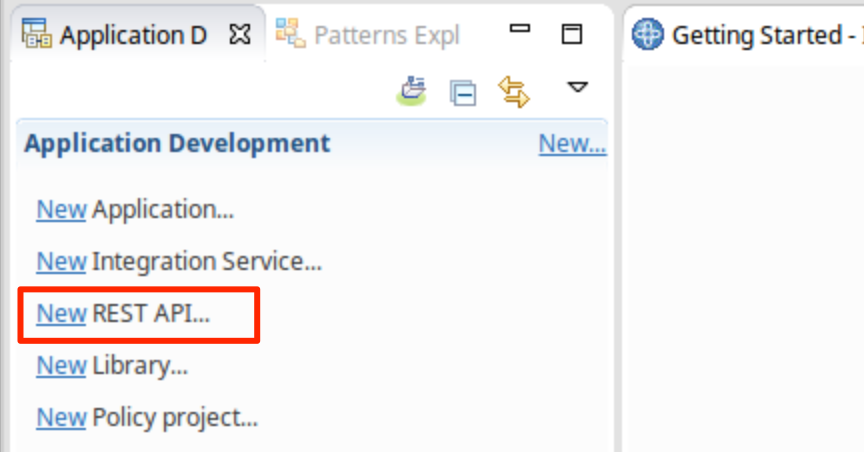 Application D Patterns Expl Getting Started -
Application Development New...
New Application...
New Integration Service...
New REST API...
New Library...
New Policy project...